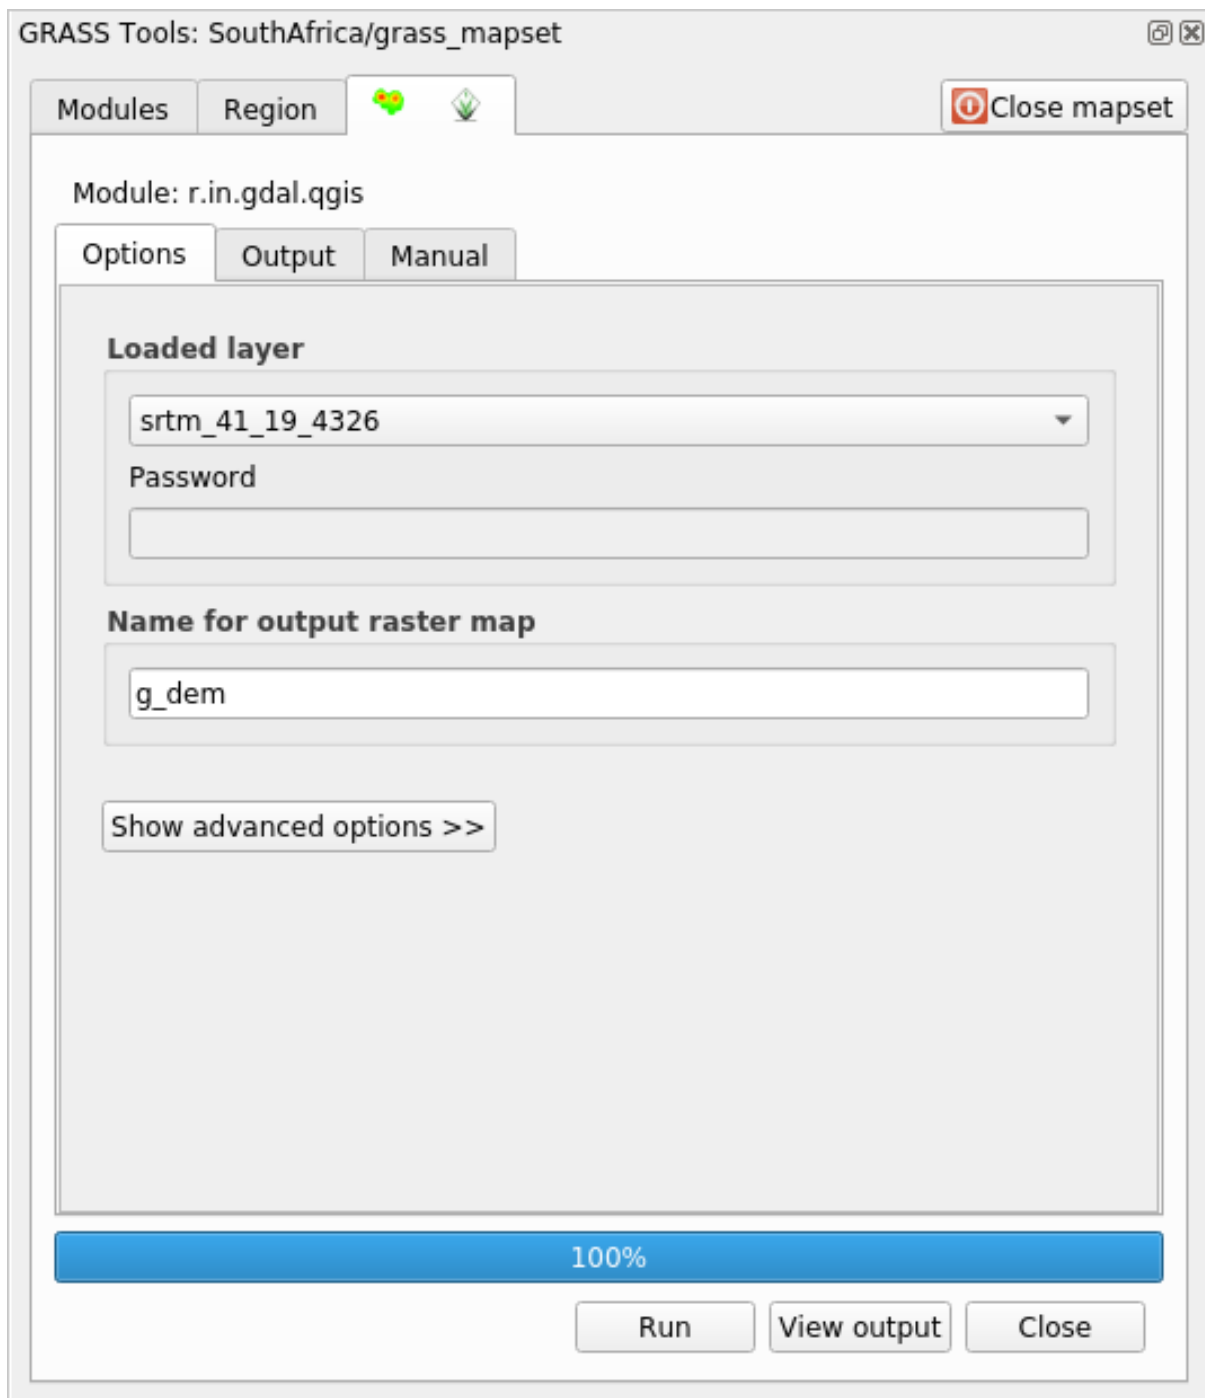 GRASS Tools: SouthAfrica/grass_mapset
Modules Region Close mapset
Module: r.in.gdal.qgis
Options Output Manual
Loaded layer
srtm_41_19_4326
Password
Name for output raster map
g_dem
Show advanced options >>
100%
Run View output Close